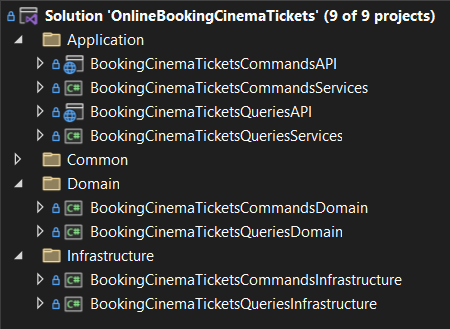 Solution 'OnlineBookingCinemaTickets' (9 of 9 projects)
Application
BookingCinemaTicketsCommandsAPI
C# BookingCinemaTicketsCommandsServices
BookingCinemaTicketsQueriesAPI
C# BookingCinemaTicketsQueriesServices
Common
Domain
C# BookingCinemaTicketsCommandsDomain
C# BookingCinemaTicketsQueriesDomain
Infrastructure
C# BookingCinemaTicketsCommandsInfrastructure
C# BookingCinemaTicketsQueriesInfrastructure